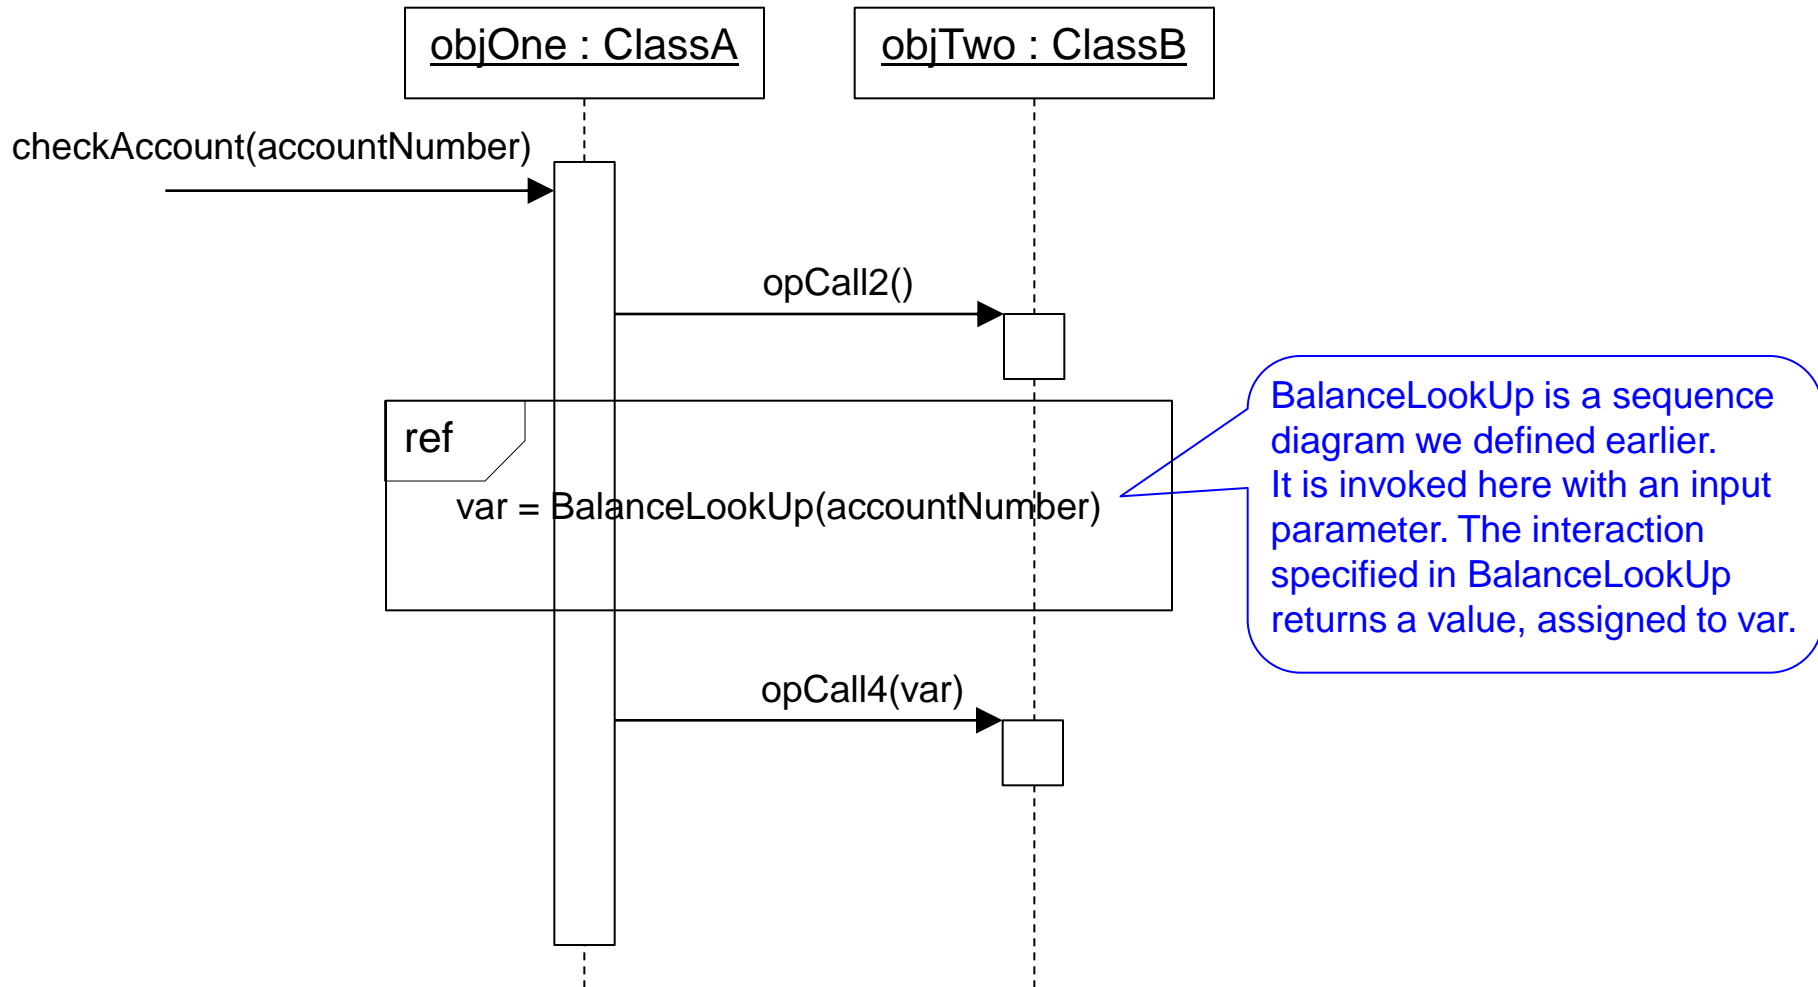 objOne : ClassA
objTwo : ClassB
checkAccount(accountNumber)
opCall2()
ref
var = BalanceLookUp(accountNumber)
BalanceLookUp is a sequence
diagram we defined earlier.
It is invoked here with an input
parameter. The interaction
specified in BalanceLookUp
returns a value, assigned to var.
opCall4(var)